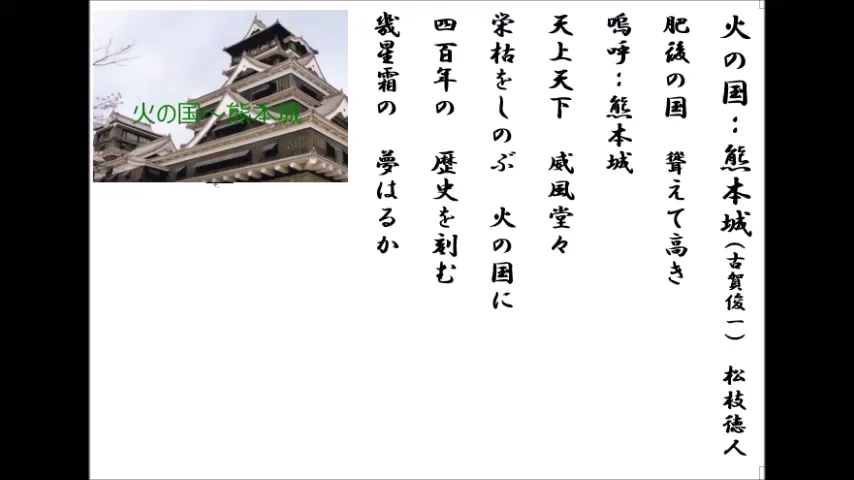 火の国：熊本城（古賀俊一） 松枝徳人
肥後の国 聳えて高き
嗚呼：熊本城
天上天下 威風堂々
栄枯をしのぶ 火の国に
四百年の 歴史を刻む
幾星霜の 夢はるか
火の国～熊本城